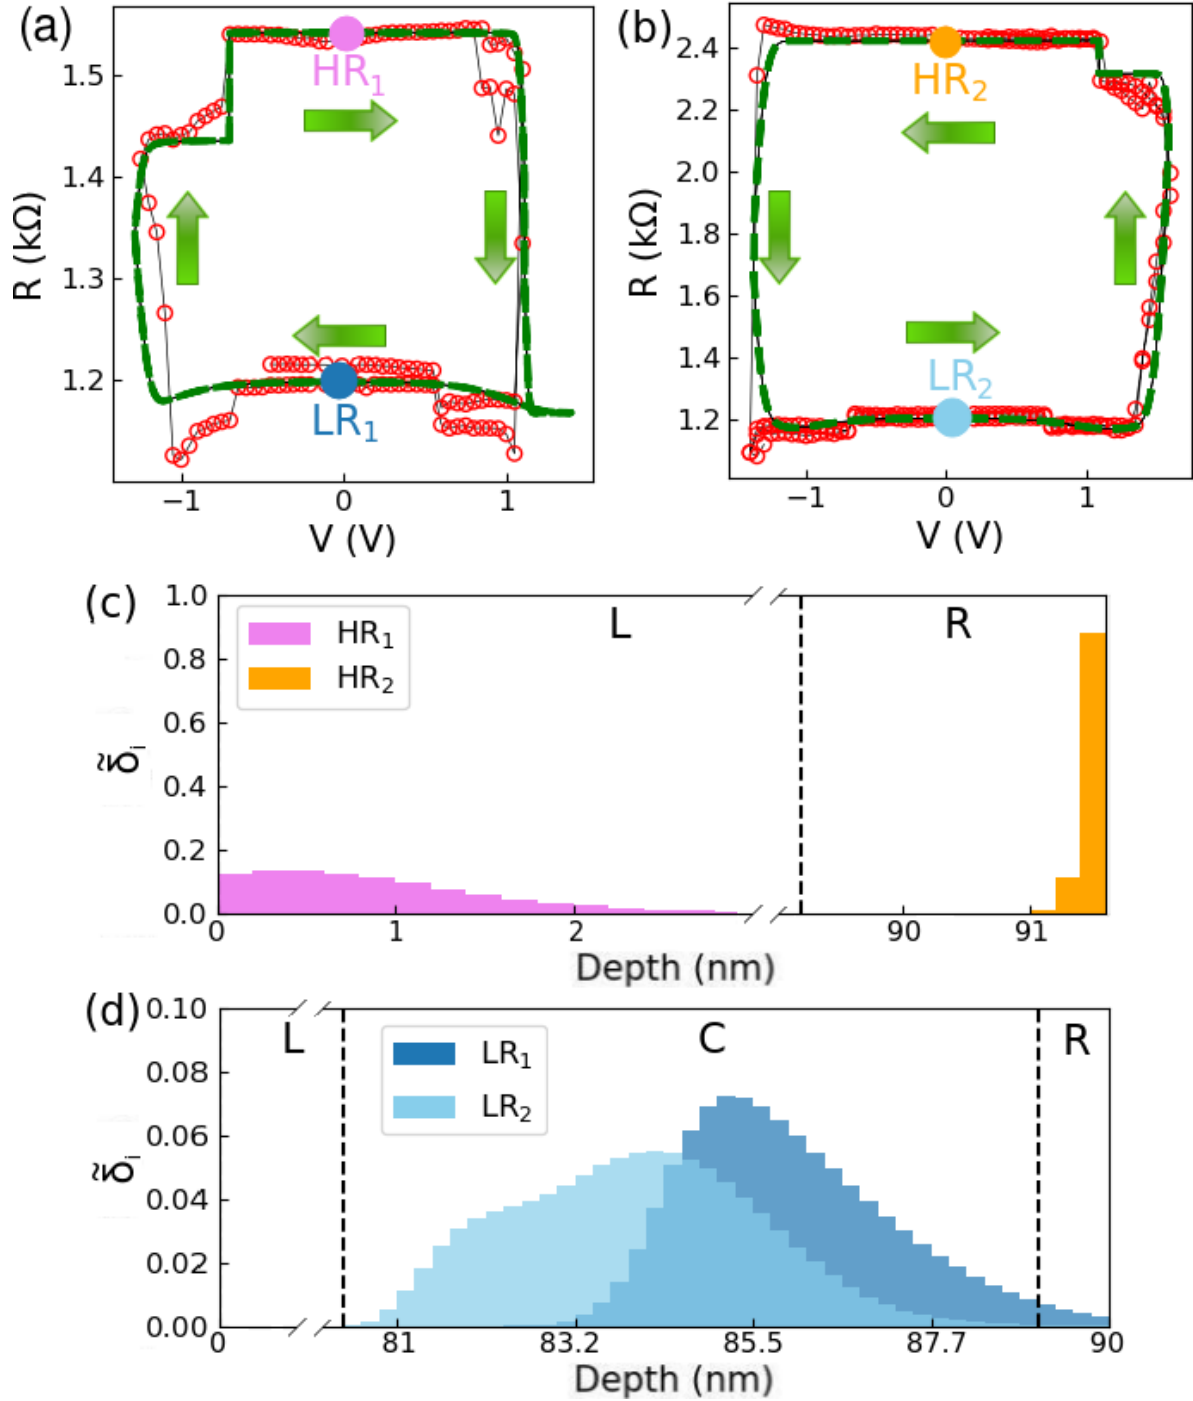 (a)
R (kΩ)
1.5
1.4
1.3
1.2
HR₁
LR₁
−1 0 1
V (V)
(b)
R (kΩ)
2.4
2.2
2.0
1.8
1.6
1.4
1.2
HR₂
LR₂
−1 0 1
V (V)
(c)
1.0
0.8
0.6
0.4
0.2
0.0
δ̃ᵢ
HR₁
HR₂
L R
0 1 2 90 91
Depth (nm)
(d)
0.10
0.08
0.06
0.04
0.02
0.00
δ̃ᵢ
L C R
LR₁
LR₂
0 81 83.2 85.5 87.7 90
Depth (nm)